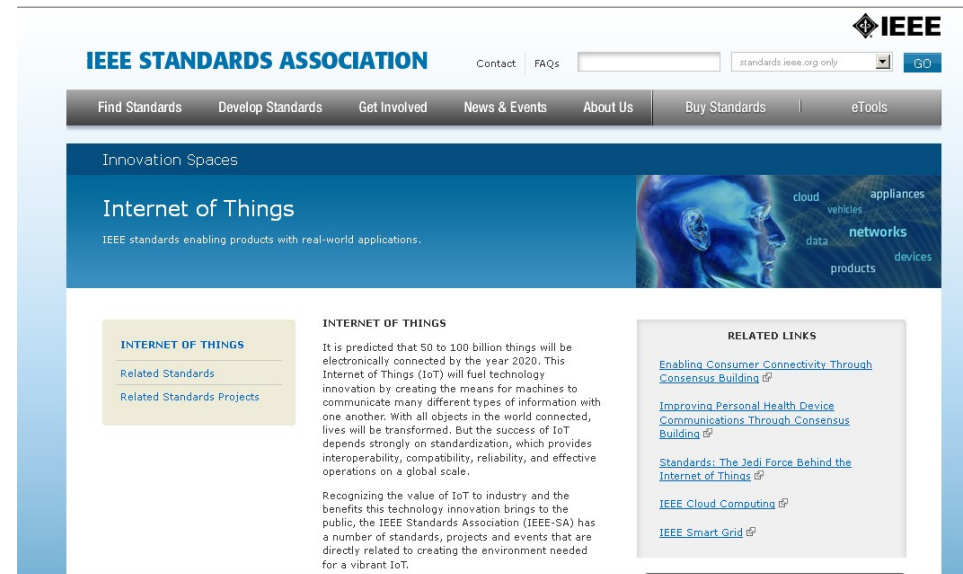 IEEE
IEEE STANDARDS ASSOCIATION
Contact FAQs
standards.ieee.org only GO
Find Standards Develop Standards Get Involved News & Events About Us Buy Standards eTools
Innovation Spaces
Internet of Things
IEEE standards enabling products with real-world applications.
cloud appliances
vehicles
data networks
devices
products
INTERNET OF THINGS
Related Standards
Related Standards Projects
INTERNET OF THINGS
It is predicted that 50 to 100 billion things will be
electronically connected by the year 2020. This
Internet of Things (IoT) will fuel technology
innovation by creating the means for machines to
communicate many different types of information with
one another. With all objects in the world connected,
lives will be transformed. But the success of IoT
depends strongly on standardization, which provides
interoperability, compatibility, reliability, and effective
operations on a global scale.
Recognizing the value of IoT to industry and the
benefits this technology innovation brings to the
public, the IEEE Standards Association (IEEE-SA) has
a number of standards, projects and events that are
directly related to creating the environment needed
for a vibrant IoT.
RELATED LINKS
Enabling Consumer Connectivity Through
Consensus Building
Improving Personal Health Device
Communications Through Consensus
Building
Standards: The Jedi Force Behind the
Internet of Things
IEEE Cloud Computing
IEEE Smart Grid